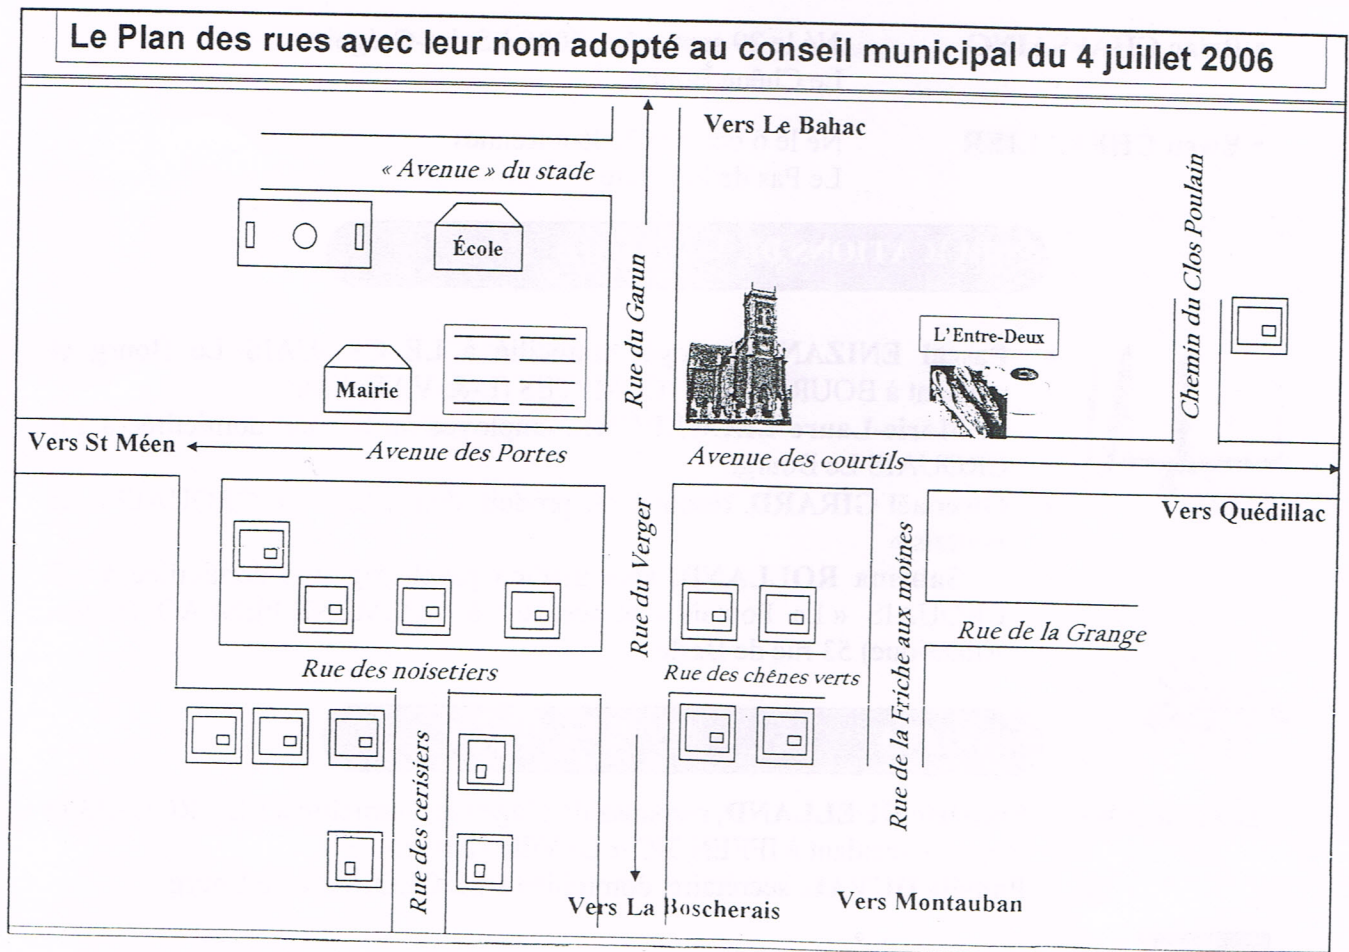 Le Plan des rues avec leur nom adopté au conseil municipal du 4 juillet 2006
Vers Le Bahac
« Avenue » du stade
École
Rue du Garun
Chemin du Clos Poulain
L'Entre-Deux
Mairie
Vers St Méen
Avenue des Portes
Avenue des courtils
Vers Quédillac
Rue du Verger
Rue de la Friche aux moines
Rue de la Grange
Rue des noisetiers
Rue des chênes verts
Rue des cerisiers
Vers La Boscherais
Vers Montauban